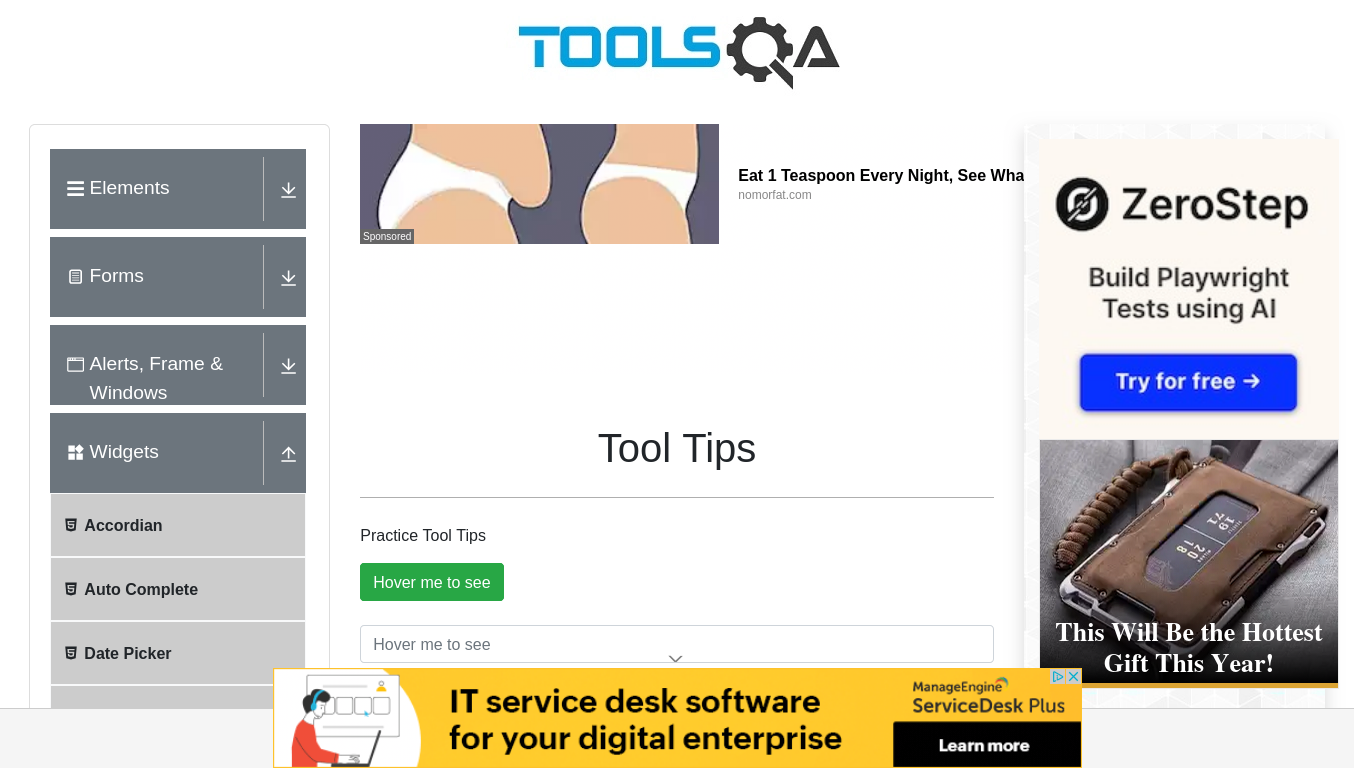 TOOLSQA
Elements
Forms
Alerts, Frame &
Windows
Widgets
Accordian
Auto Complete
Date Picker
Sponsored
Eat 1 Teaspoon Every Night, See Wha
nomorfat.com
Tool Tips
Practice Tool Tips
Hover me to see
Hover me to see
ZeroStep
Build Playwright
Tests using AI
Try for free →
This Will Be the Hottest
Gift This Year!
IT service desk software
for your digital enterprise
ManageEngine
ServiceDesk Plus
Learn more